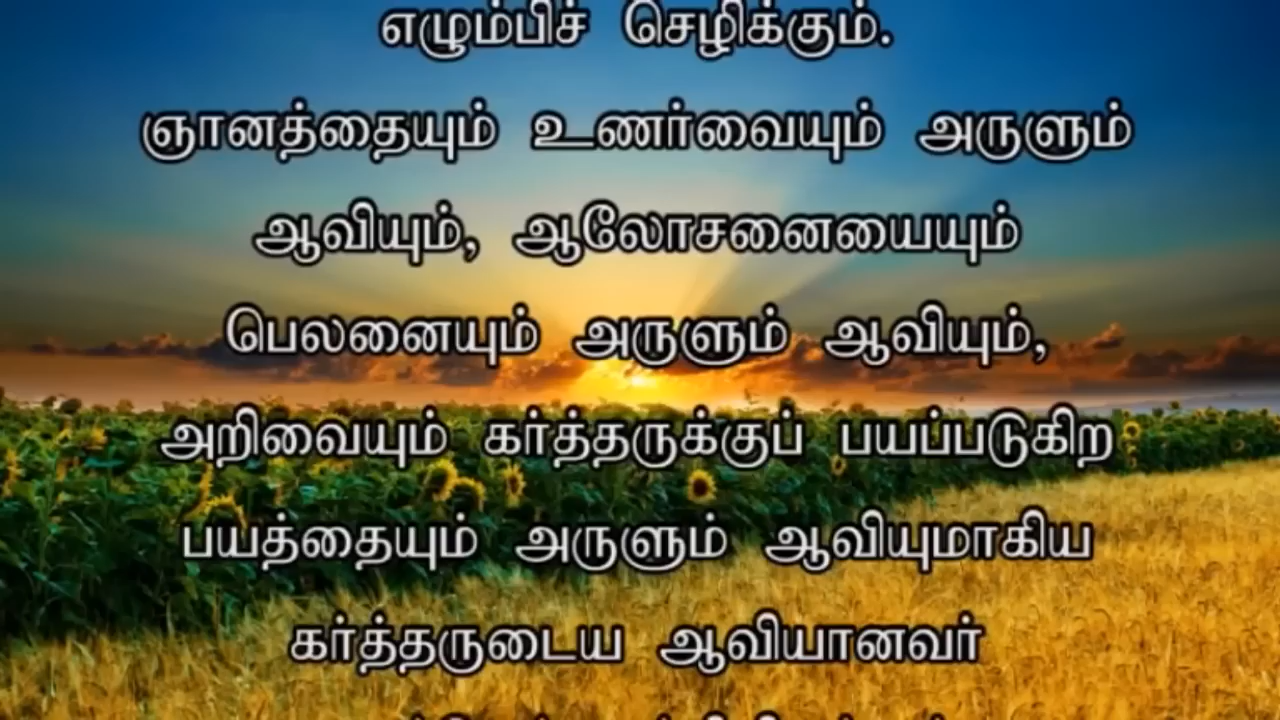 எழும்பிச் செழிக்கும்.
ஞானத்தையும் உணர்வையும் அருளும்
ஆவியும், ஆலோசனையையும்
பெலனையும் அருளும் ஆவியும்,
அறிவையும் கர்த்தருக்குப் பயப்படுகிற
பயத்தையும் அருளும் ஆவியுமாகிய
கர்த்தருடைய ஆவியானவர்